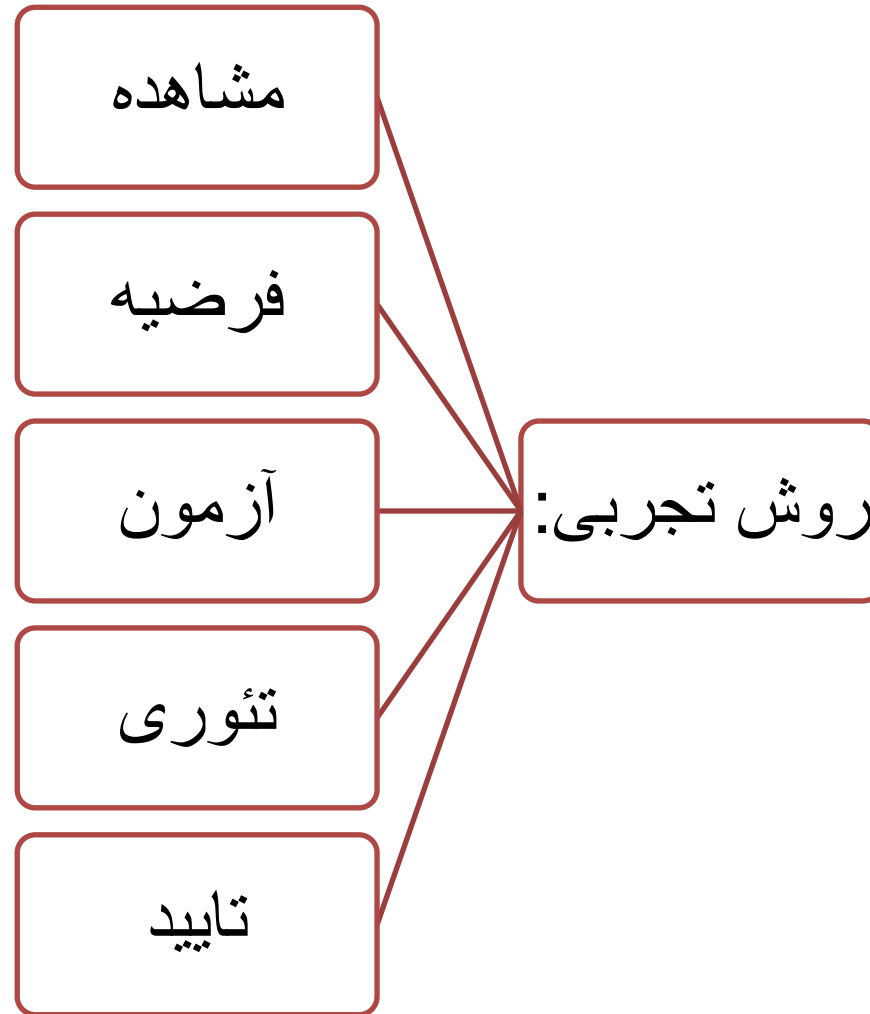 روش تجربی:
مشاهده
فرضیه
آزمون
تئوری
تایید